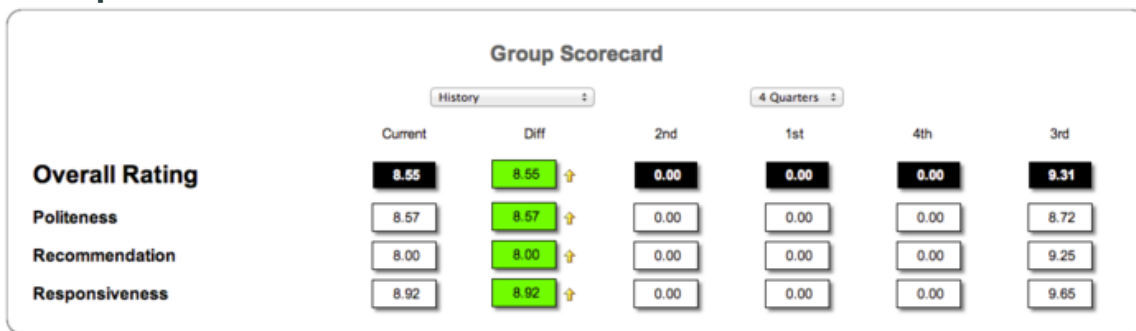 Group Scorecard
History 4 Quarters
Current Diff 2nd 1st 4th 3rd
Overall Rating 8.55 8.55 0.00 0.00 0.00 9.31
Politeness 8.57 8.57 0.00 0.00 0.00 8.72
Recommendation 8.00 8.00 0.00 0.00 0.00 9.25
Responsiveness 8.92 8.92 0.00 0.00 0.00 9.65